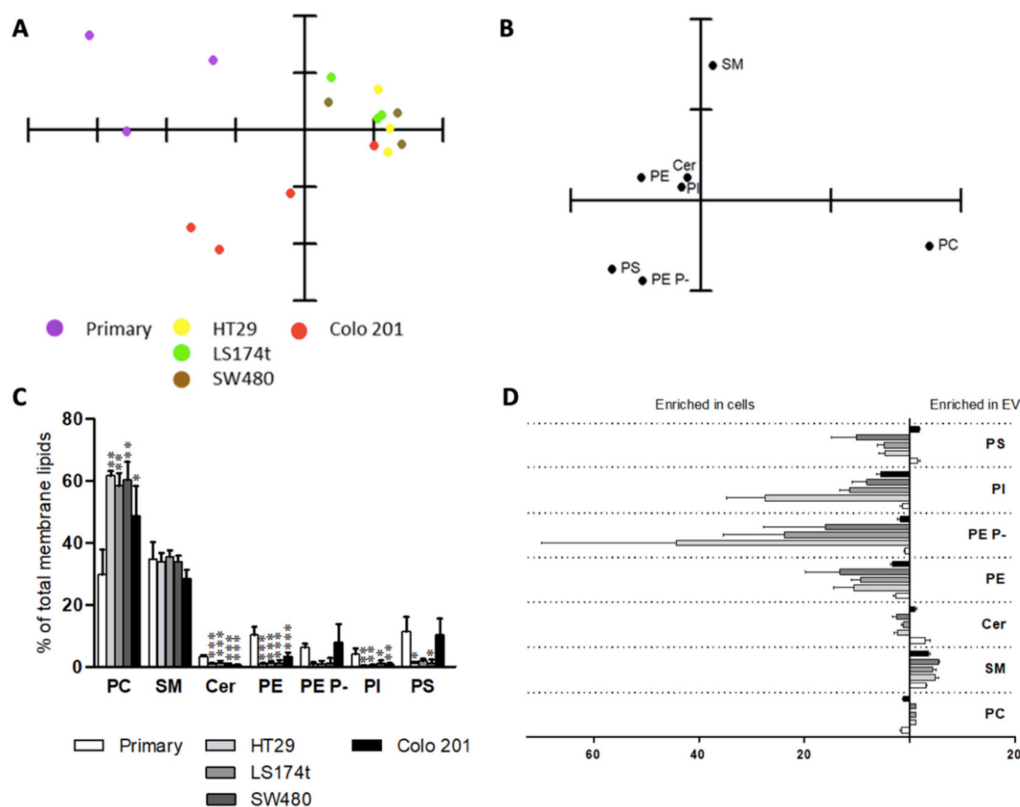 A
B
SM
Cer
PE
PI
PC
PS
PE P-
Primary
HT29
Colo 201
LS174t
SW480
C
% of total membrane lipids
80
60
40
20
0
** ** ** *
*** *** *** ***
*** *** *** ***
** ** * **
* *
PC SM Cer PE PE P- PI PS
Primary
HT29
Colo 201
LS174t
SW480
D
Enriched in cells
Enriched in EV
PS
PI
PE P-
PE
Cer
SM
PC
60 40 20 20